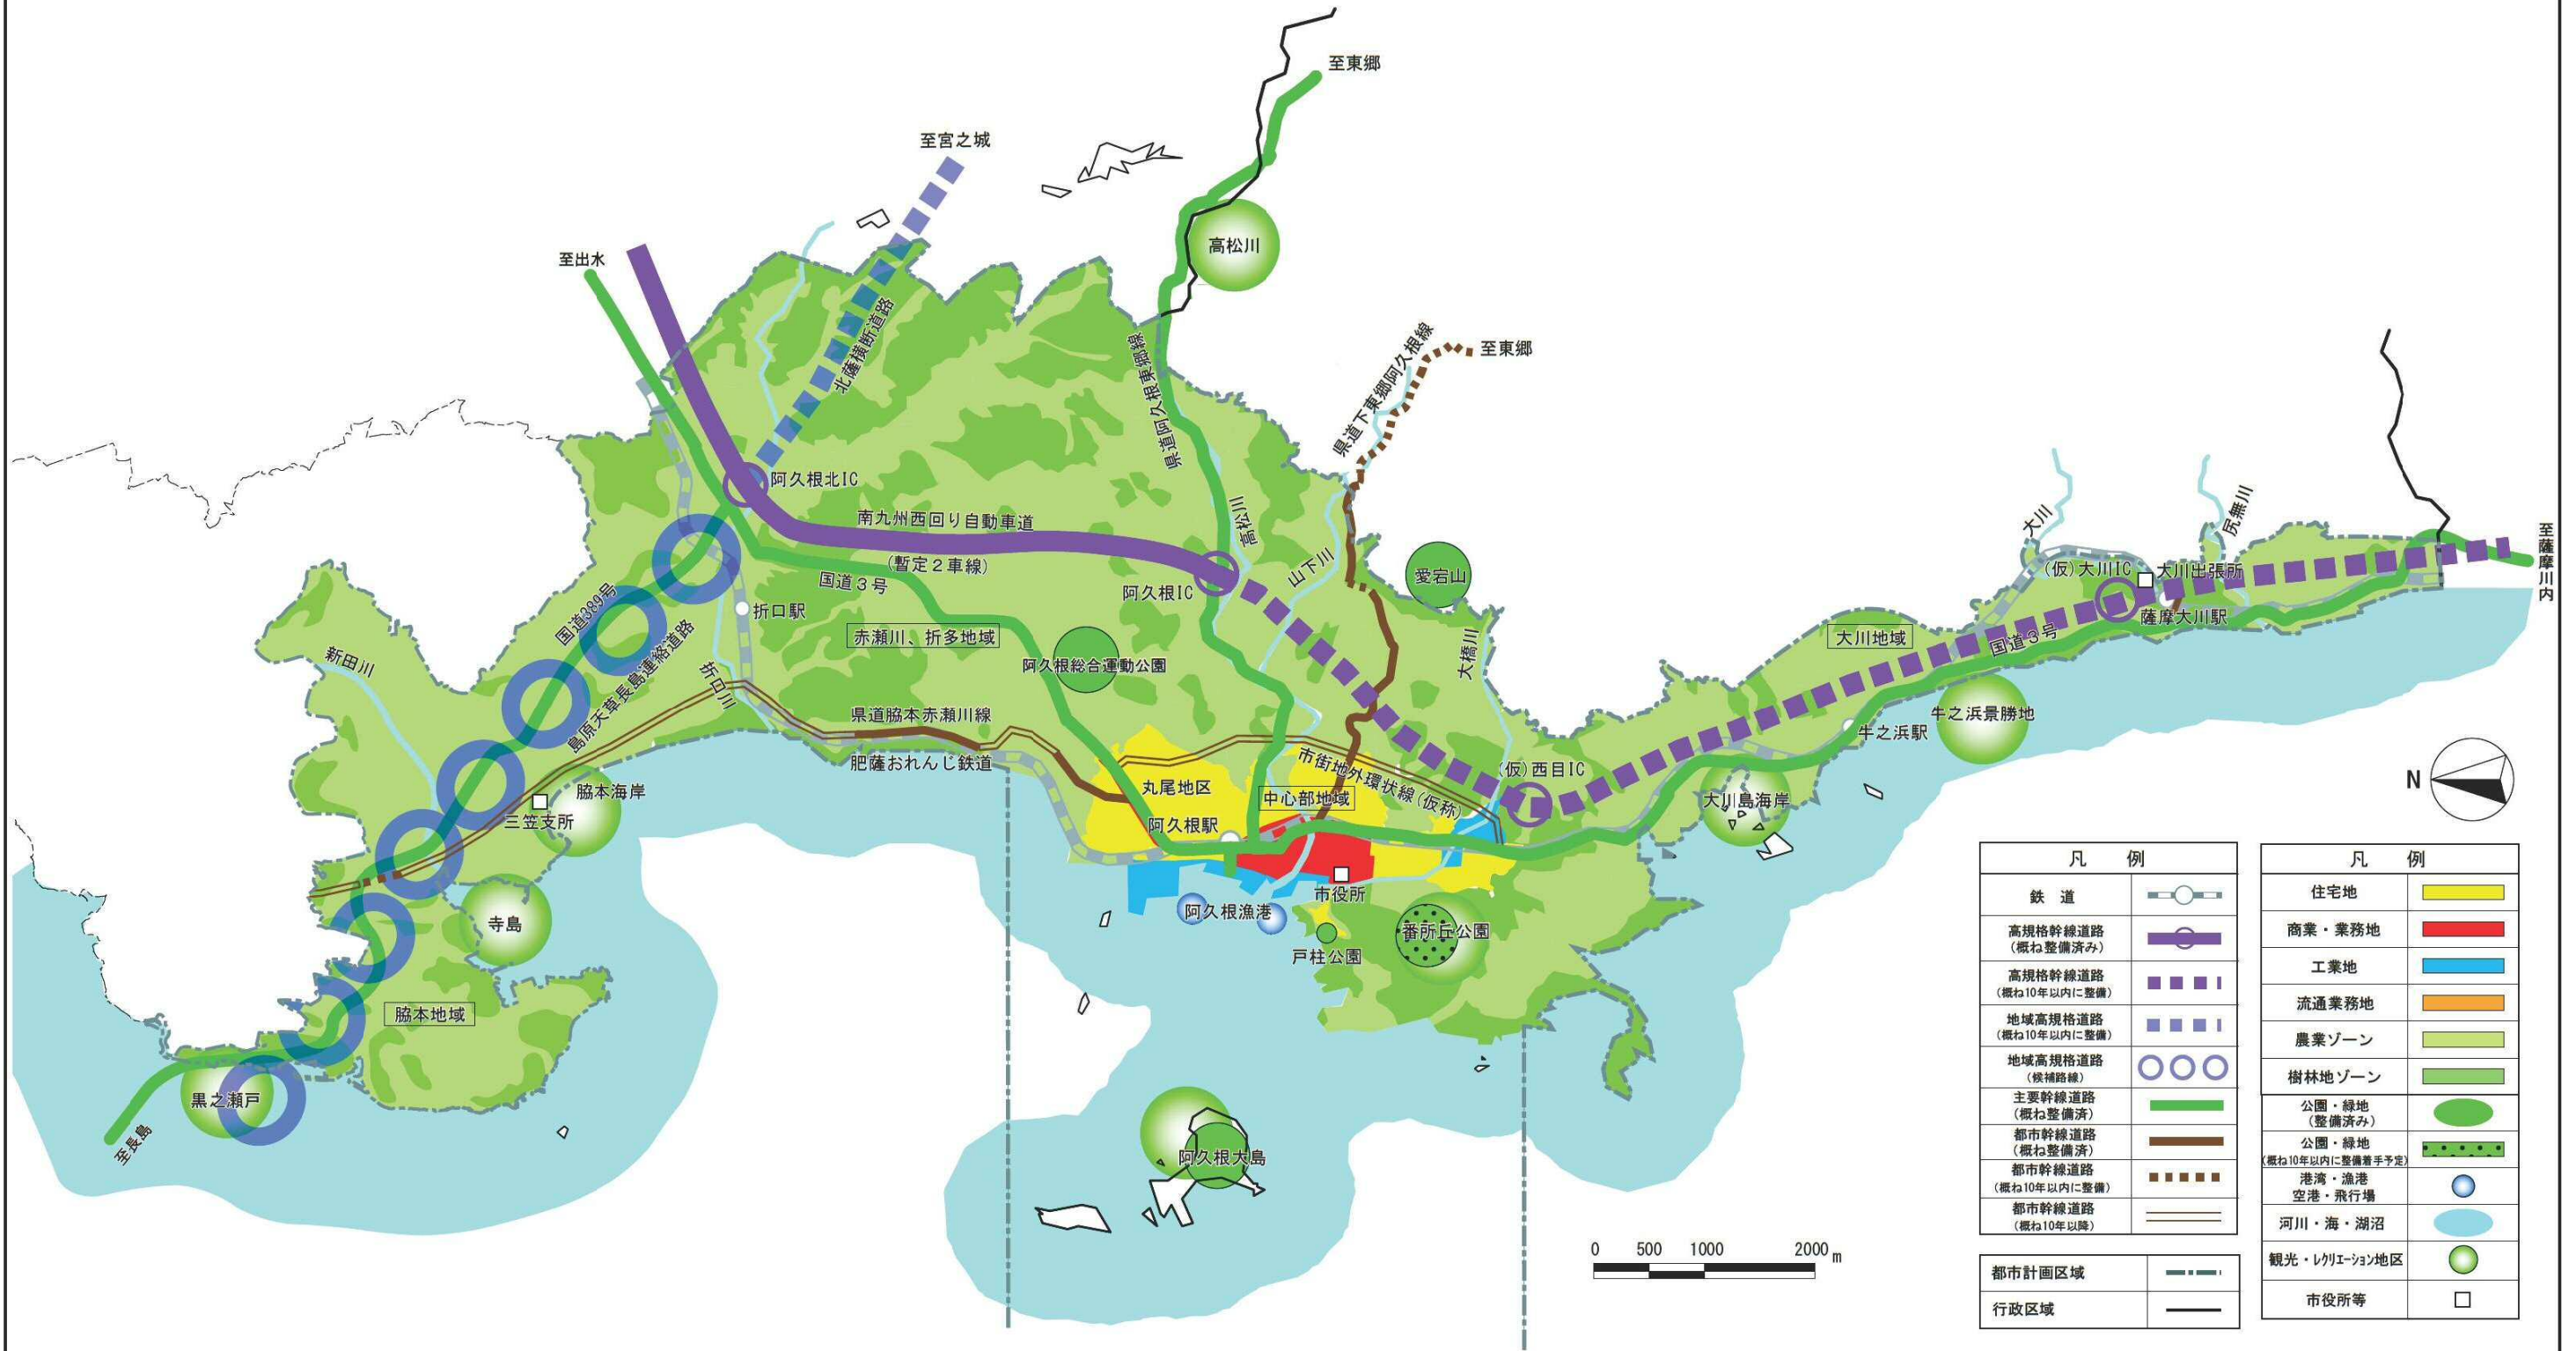 至東郷
至宮之城
高松川
至出水
北薩横断道路
県道阿久根東郷線
県道下東郷阿久根線
至東郷
阿久根北IC
南九州西回り自動車道
(暫定2車線)
国道3号
高松川
山下川
阿久根IC
愛宕山
大川
尻無川
至薩摩川内
(仮)大川IC
大川出張所
薩摩大川駅
国道389号
島原天草長島連絡道路
折口駅
赤瀬川、折多地域
阿久根総合運動公園
大橋川
大川地域
国道3号
新田川
折口川
県道脇本赤瀬川線
肥薩おれんじ鉄道
牛之浜景勝地
牛之浜駅
脇本海岸
三笠支所
丸尾地区
中心部地域
市街地外環状線(仮称)
(仮)西目IC
大川島海岸
阿久根駅
市役所
寺島
阿久根漁港
戸柱公園
番所丘公園
脇本地域
黒之瀬戸
至長島
阿久根大島
N
0 500 1000 2000 m
凡 例
鉄 道
高規格幹線道路
(概ね整備済み)
高規格幹線道路
(概ね10年以内に整備)
地域高規格道路
(概ね10年以内に整備)
地域高規格道路
(候補路線)
主要幹線道路
(概ね整備済)
都市幹線道路
(概ね整備済)
都市幹線道路
(概ね10年以内に整備)
都市幹線道路
(概ね10年以降)
都市計画区域
行政区域
凡 例
住宅地
商業・業務地
工業地
流通業務地
農業ゾーン
樹林地ゾーン
公園・緑地
(整備済み)
公園・緑地
(概ね10年以内に整備着手予定)
港湾・漁港
空港・飛行場
河川・海・湖沼
観光・レクリエーション地区
市役所等